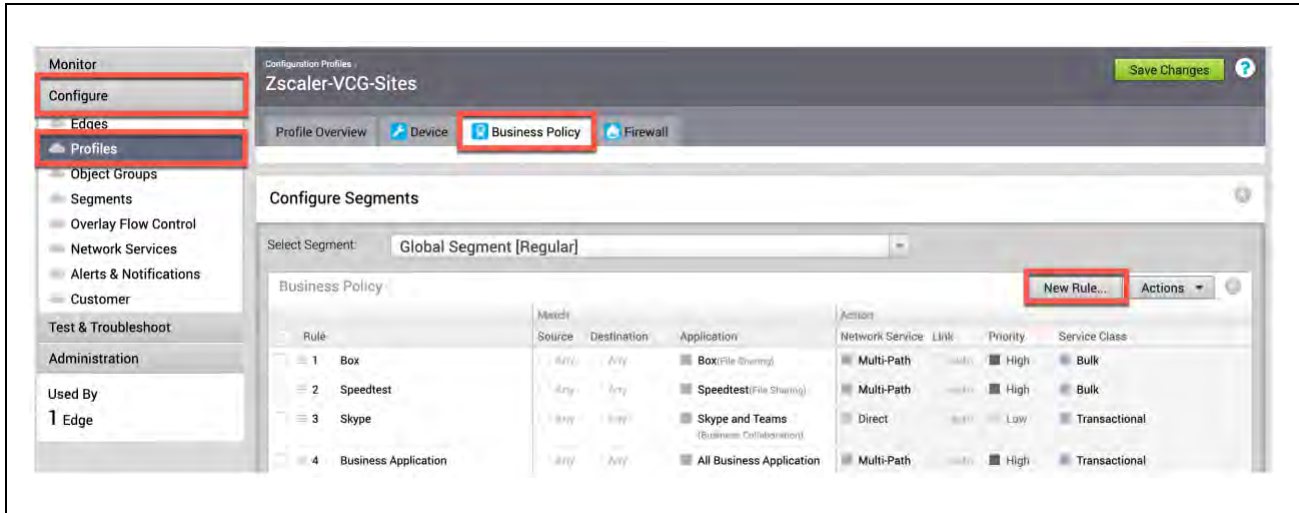 Monitor
Configure
Edges
Profiles
Object Groups
Segments
Overlay Flow Control
Network Services
Alerts & Notifications
Customer
Test & Troubleshoot
Administration
Used By
1 Edge
Configuration Profiles
Zscaler-VCG-Sites
Save Changes
?
Profile Overview Device Business Policy Firewall
Configure Segments
Select Segment: Global Segment [Regular]
Business Policy
New Rule... Actions
Match Action
Rule Source Destination Application Network Service Link Priority Service Class
1 Box Any Any Box(File Sharing) Multi-Path auto High Bulk
2 Speedtest Any Any Speedtest(File Sharing) Multi-Path auto High Bulk
3 Skype Any Any Skype and Teams Direct auto Low Transactional
(Business Collaboration)
4 Business Application Any Any All Business Application Multi-Path auto High Transactional